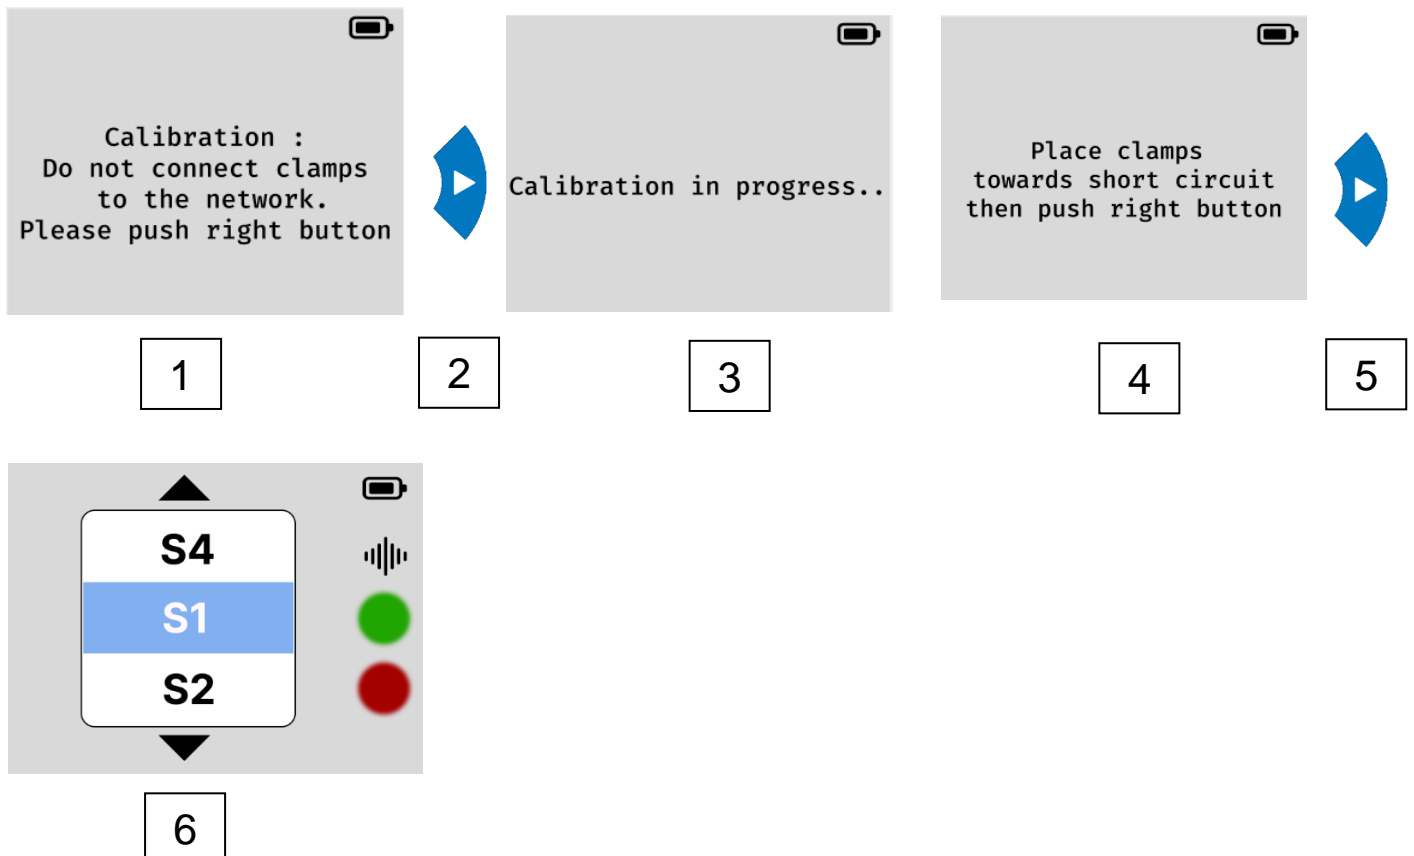 Calibration :
Do not connect clamps
to the network.
Please push right button
Calibration in progress..
Place clamps
towards short circuit
then push right button
1
2
3
4
5
S4
S1
S2
6